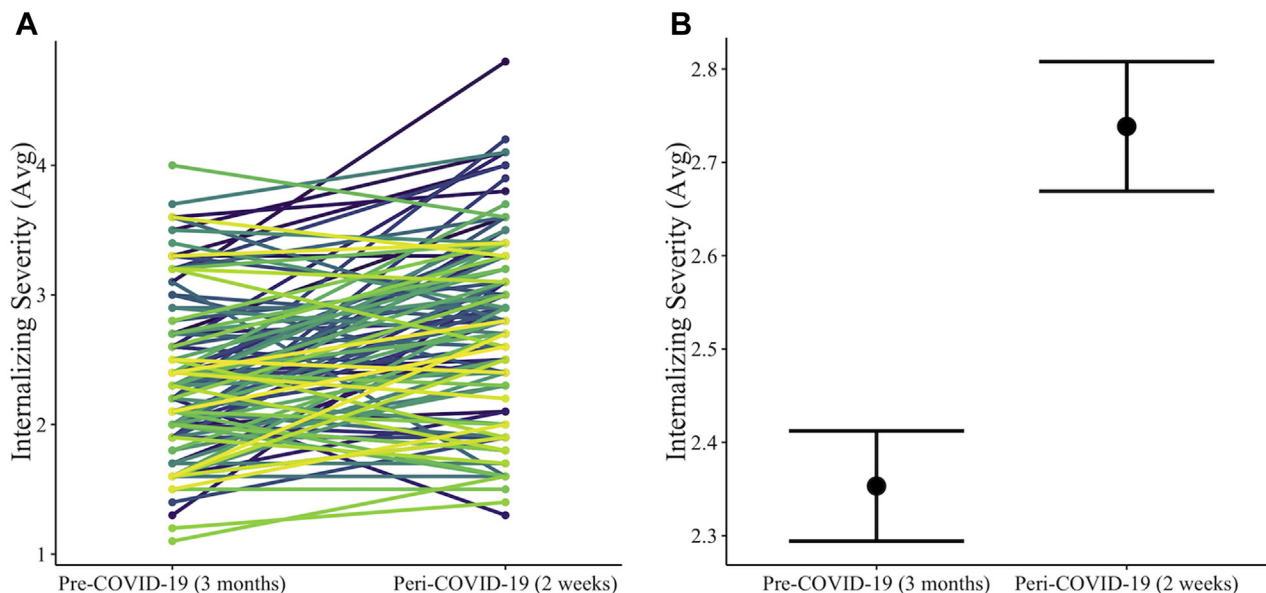 A
Internalizing Severity (Avg)
4
3
2
1
Pre-COVID-19 (3 months)
Peri-COVID-19 (2 weeks)
B
Internalizing Severity (Avg)
2.8
2.7
2.6
2.5
2.4
2.3
Pre-COVID-19 (3 months)
Peri-COVID-19 (2 weeks)